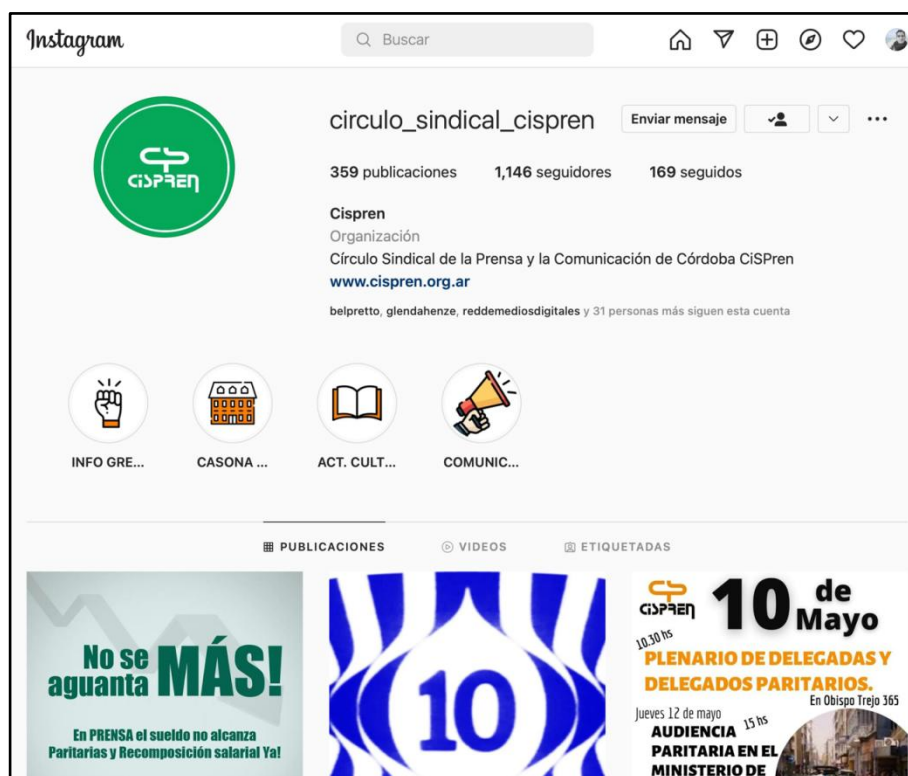 Instagram
Buscar
circulo_sindical_cispren Enviar mensaje
359 publicaciones 1,146 seguidores 169 seguidos
CiSPREN
Cispren
Organización
Círculo Sindical de la Prensa y la Comunicación de Córdoba CiSPren
www.cispren.org.ar
belpretto, glendahenze, reddemediosdigitales y 31 personas más siguen esta cuenta
INFO GRE... CASONA ... ACT. CULT... COMUNIC...
PUBLICACIONES VIDEOS ETIQUETADAS
No se aguanta MÁS!
En PRENSA el sueldo no alcanza
Paritarias y Recomposición salarial Ya!
10
CiSPREN
10 de Mayo
10.30 hs
PLENARIO DE DELEGADAS Y
DELEGADOS PARITARIOS.
En Obispo Trejo 365
Jueves 12 de mayo
15 hs
AUDIENCIA
PARITARIA EN EL
MINISTERIO DE